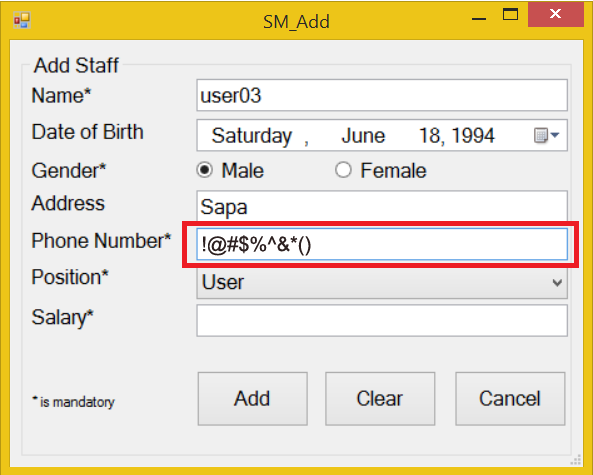 SM_Add
Add Staff
Name* user03
Date of Birth Saturday , June 18, 1994
Gender* Male Female
Address Sapa
Phone Number* !@#$%^&*()
Position* User
Salary*
* is mandatory Add Clear Cancel